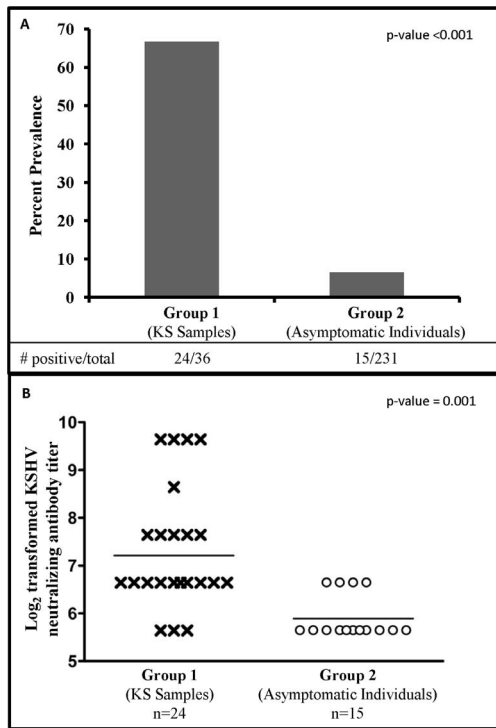 A
p-value <0.001
Percent Prevalence
70
60
50
40
30
20
10
0
Group 1
(KS Samples)
Group 2
(Asymptomatic Individuals)
# positive/total 24/36 15/231
B
p-value = 0.001
Log₂ transformed KSHV
neutralizing antibody titer
10
9
8
7
6
5
Group 1
(KS Samples)
n=24
Group 2
(Asymptomatic Individuals)
n=15